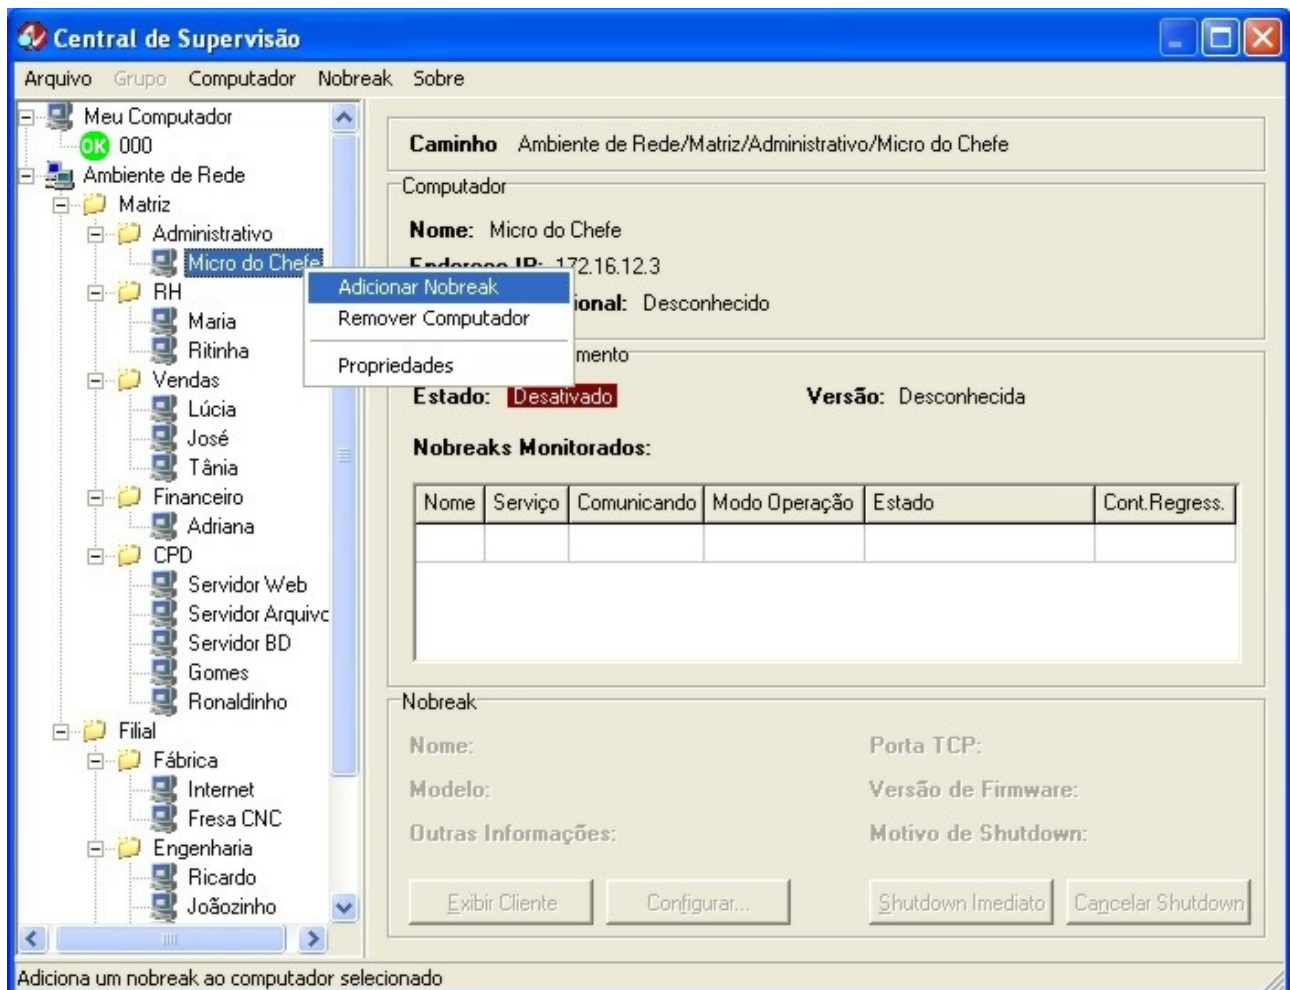 Central de Supervisão
Arquivo Grupo Computador Nobreak Sobre
Meu Computador
OK 000
Ambiente de Rede
Matriz
Administrativo
Micro do Chefe
RH
Maria
Ritinha
Vendas
Lúcia
José
Tânia
Financeiro
Adriana
CPD
Servidor Web
Servidor Arquivo
Servidor BD
Gomes
Ronaldinho
Filial
Fábrica
Internet
Fresa CNC
Engenharia
Ricardo
Joãozinho
Adicionar Nobreak
Remover Computador
Propriedades
Caminho Ambiente de Rede/Matriz/Administrativo/Micro do Chefe
Computador
Nome: Micro do Chefe
Endereço IP: 172.16.12.3
ional: Desconhecido
mento
Estado: Desativado Versão: Desconhecida
Nobreaks Monitorados:
Nome Serviço Comunicando Modo Operação Estado Cont.Regress.
Nobreak
Nome: Porta TCP:
Modelo: Versão de Firmware:
Outras Informações: Motivo de Shutdown:
Exibir Cliente Configurar... Shutdown Imediato Cancelar Shutdown
Adiciona um nobreak ao computador selecionado